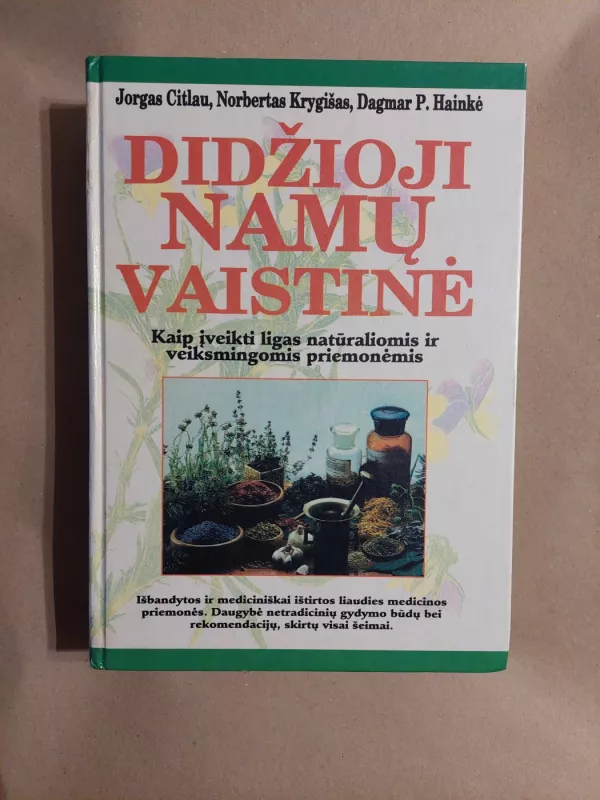 Jorgas Citlau, Norbertas Krygišas, Dagmar P. Hainkė
DIDŽIOJI
NAMŲ
VAISTINĖ
Kaip įveikti ligas natūraliomis ir
veiksmingomis priemonėmis
Išbandytos ir mediciniškai ištirtos liaudies medicinos
priemonės. Daugybė netradicinių gydymo būdų bei
rekomendacijų, skirtų visai šeimai.